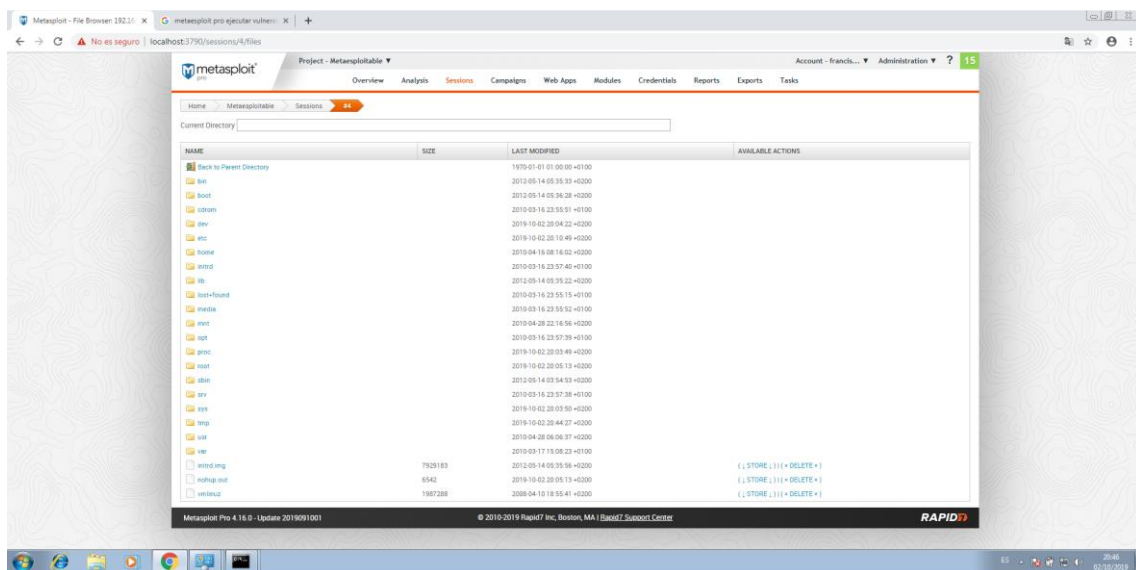 Metasploit - File Browser: 192.16
metaesploit pro ejecutar vulnera
No es seguro | localhost:3790/sessions/4/files
metasploit pro
Project - Metaesploitable ▼
Account - francis... ▼ Administration ▼ ? 15
Overview Analysis Sessions Campaigns Web Apps Modules Credentials Reports Exports Tasks
Home Metaesploitable Sessions #4
Current Directory
NAME SIZE LAST MODIFIED AVAILABLE ACTIONS
Back to Parent Directory 1970-01-01 01:00:00 +0100
bin 2012-05-14 05:35:33 +0200
boot 2012-05-14 05:36:28 +0200
cdrom 2010-03-16 23:55:51 +0100
dev 2019-10-02 20:04:22 +0200
etc 2019-10-02 20:10:49 +0200
home 2010-04-16 08:16:02 +0200
initrd 2010-03-16 23:57:40 +0100
lib 2012-05-14 05:35:22 +0200
lost+found 2010-03-16 23:55:15 +0100
media 2010-03-16 23:55:52 +0100
mnt 2010-04-28 22:16:56 +0200
opt 2010-03-16 23:57:39 +0100
proc 2019-10-02 20:03:49 +0200
root 2019-10-02 20:05:13 +0200
sbin 2012-05-14 03:54:53 +0200
srv 2010-03-16 23:57:38 +0100
sys 2019-10-02 20:03:50 +0200
tmp 2019-10-02 20:44:27 +0200
usr 2010-04-28 06:06:37 +0200
var 2010-03-17 15:08:23 +0100
initrd.img 7929183 2012-05-14 05:35:56 +0200 ( ↓ STORE ↓ ) | ( × DELETE × )
nohup.out 6542 2019-10-02 20:05:13 +0200 ( ↓ STORE ↓ ) | ( × DELETE × )
vmlinuz 1987288 2008-04-10 18:55:41 +0200 ( ↓ STORE ↓ ) | ( × DELETE × )
Metasploit Pro 4.16.0 - Update 2019091001
© 2010-2019 Rapid7 Inc, Boston, MA | Rapid7 Support Center
RAPID7
ES
20:46
02/10/2019